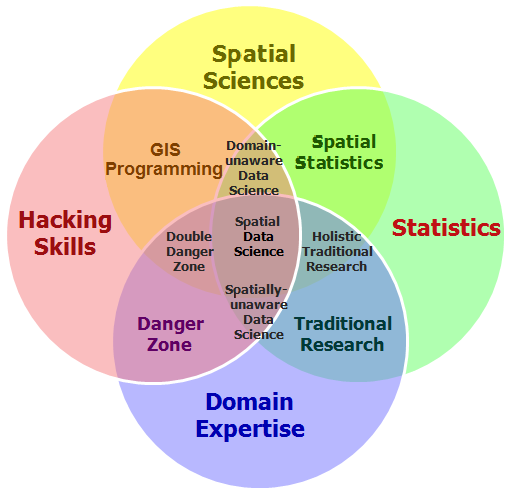 Spatial
Sciences
GIS
Programming
Domain-
unaware
Data
Science
Spatial
Statistics
Hacking
Skills
Double
Danger
Zone
Spatial
Data
Science
Holistic
Traditional
Research
Statistics
Danger
Zone
Spatially-
unaware
Data
Science
Traditional
Research
Domain
Expertise